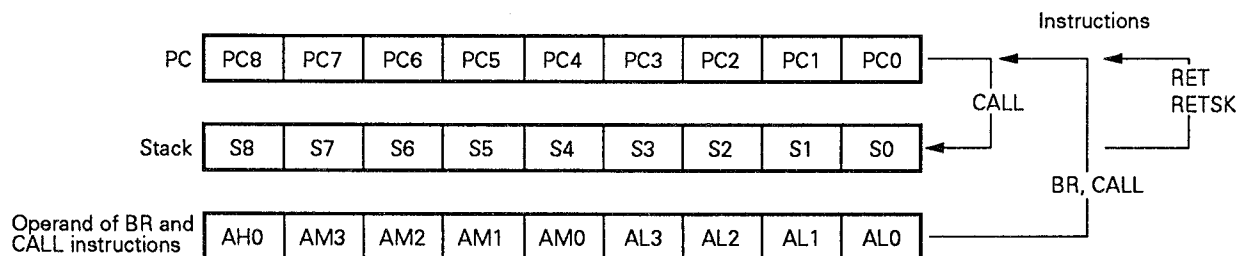 Instructions
PC PC8 PC7 PC6 PC5 PC4 PC3 PC2 PC1 PC0
RET
RETSK
CALL
Stack S8 S7 S6 S5 S4 S3 S2 S1 S0
BR, CALL
Operand of BR and
CALL instructions AH0 AM3 AM2 AM1 AM0 AL3 AL2 AL1 AL0